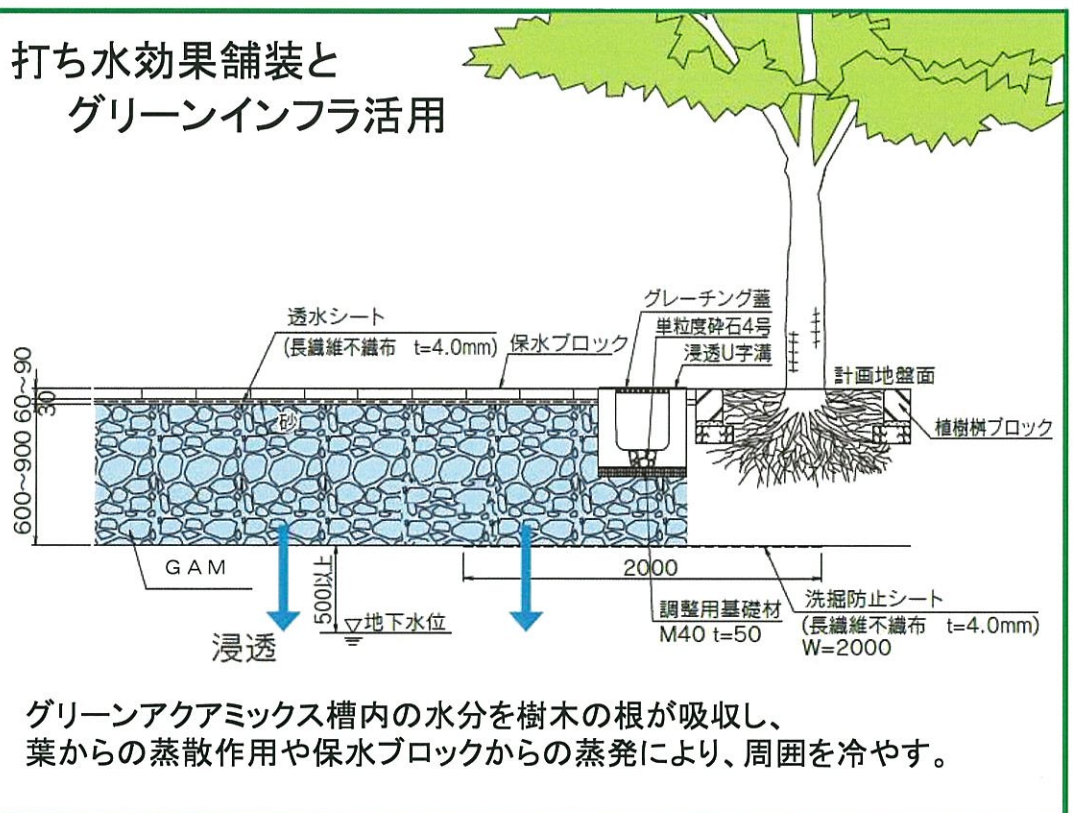 打ち水効果舗装と
グリーンインフラ活用
グレーチング蓋
単粒度砕石4号
浸透U字溝
透水シート
(長繊維不織布 t=4.0mm)
保水ブロック
計画地盤面
植樹桝ブロック
60~90
30
600~900
砂
GAM
500以上
地下水位
浸透
2000
調整用基礎材
M40 t=50
洗掘防止シート
(長繊維不織布 t=4.0mm)
W=2000
グリーンアクアミックス槽内の水分を樹木の根が吸収し、
葉からの蒸散作用や保水ブロックからの蒸発により、周囲を冷やす。